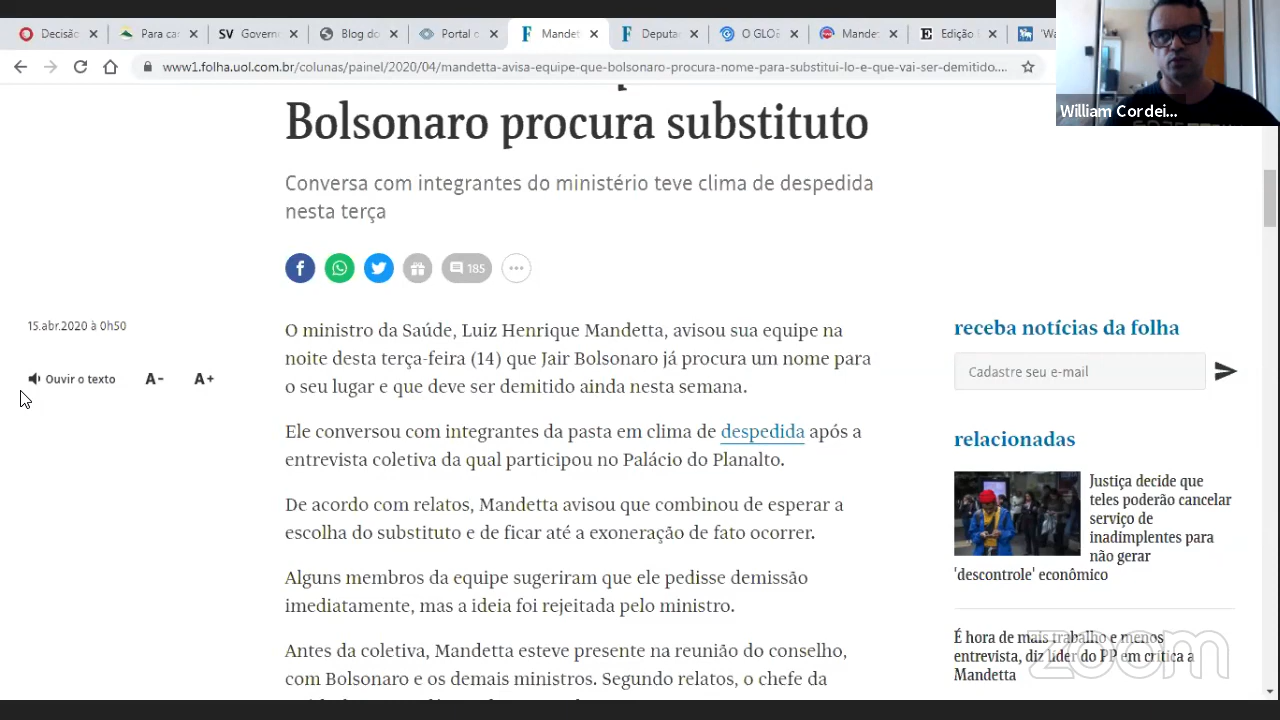 Decisão
Para car
SV Govern
Blog do
Portal o
F Mandet
F Deputa
O GLOB
Mandet
E Edição
'Wa
www1.folha.uol.com.br/colunas/painel/2020/04/mandetta-avisa-equipe-que-bolsonaro-procura-nome-para-substitui-lo-e-que-vai-ser-demitido....
William Cordei...
Bolsonaro procura substituto
Conversa com integrantes do ministério teve clima de despedida
nesta terça
f
185
15.abr.2020 à 0h50
Ouvir o texto A- A+
O ministro da Saúde, Luiz Henrique Mandetta, avisou sua equipe na
noite desta terça-feira (14) que Jair Bolsonaro já procura um nome para
o seu lugar e que deve ser demitido ainda nesta semana.
Ele conversou com integrantes da pasta em clima de despedida após a
entrevista coletiva da qual participou no Palácio do Planalto.
De acordo com relatos, Mandetta avisou que combinou de esperar a
escolha do substituto e de ficar até a exoneração de fato ocorrer.
Alguns membros da equipe sugeriram que ele pedisse demissão
imediatamente, mas a ideia foi rejeitada pelo ministro.
Antes da coletiva, Mandetta esteve presente na reunião do conselho,
com Bolsonaro e os demais ministros. Segundo relatos, o chefe da
receba notícias da folha
Cadastre seu e-mail
relacionadas
Justiça decide que
teles poderão cancelar
serviço de
inadimplentes para
não gerar
'descontrole' econômico
É hora de mais trabalho e menos
entrevista, diz líder do PP em crítica a
Mandetta
zoom